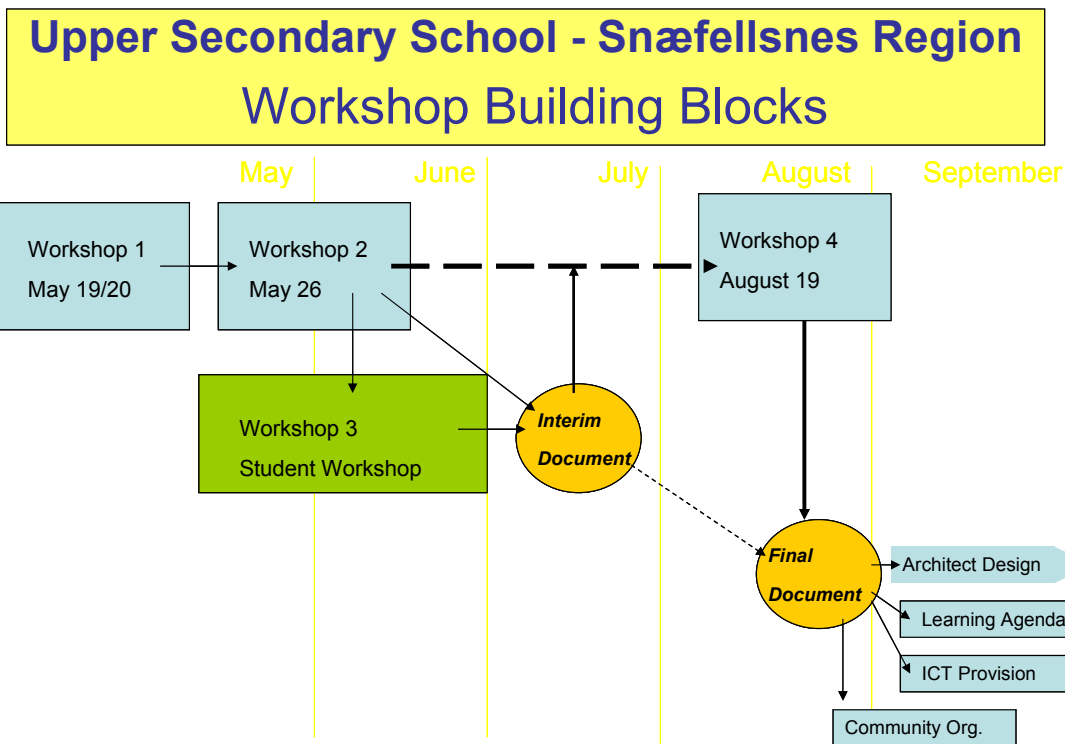 Upper Secondary School - Snæfellsnes Region
Workshop Building Blocks
May
June
July
August
September
Workshop 1
May 19/20
Workshop 2
May 26
Workshop 4
August 19
Workshop 3
Student Workshop
Interim
Document
Final
Document
Architect Design
Learning Agenda
ICT Provision
Community Org.